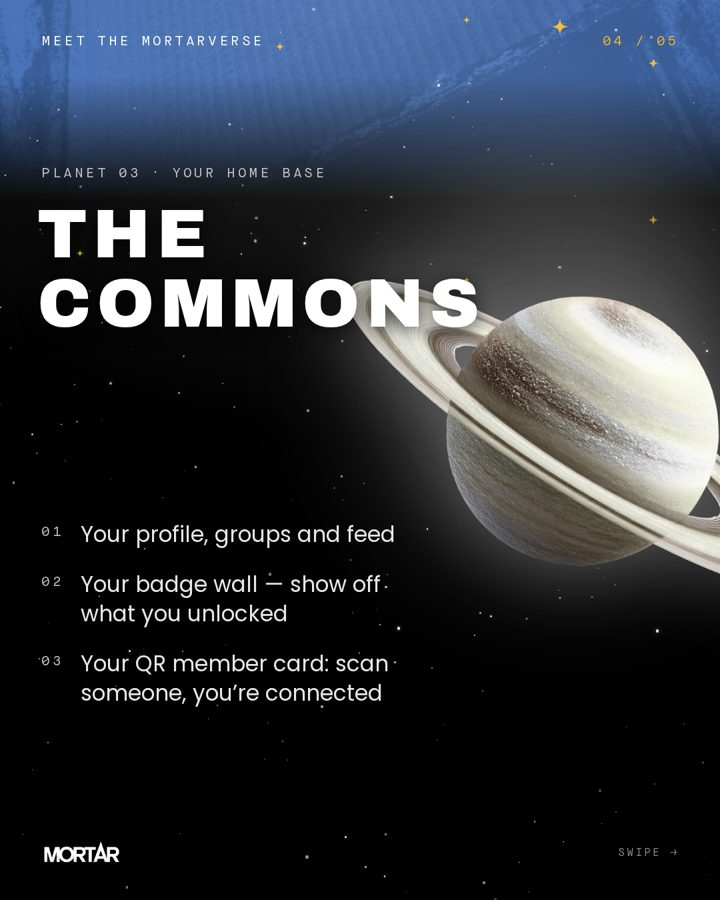 MEET THE MORTARVERSE
04 / 05
PLANET 03 · YOUR HOME BASE
THE
COMMONS
01 Your profile, groups and feed
02 Your badge wall — show off
what you unlocked
03 Your QR member card: scan
someone, you’re connected
MORTAR
SWIPE →